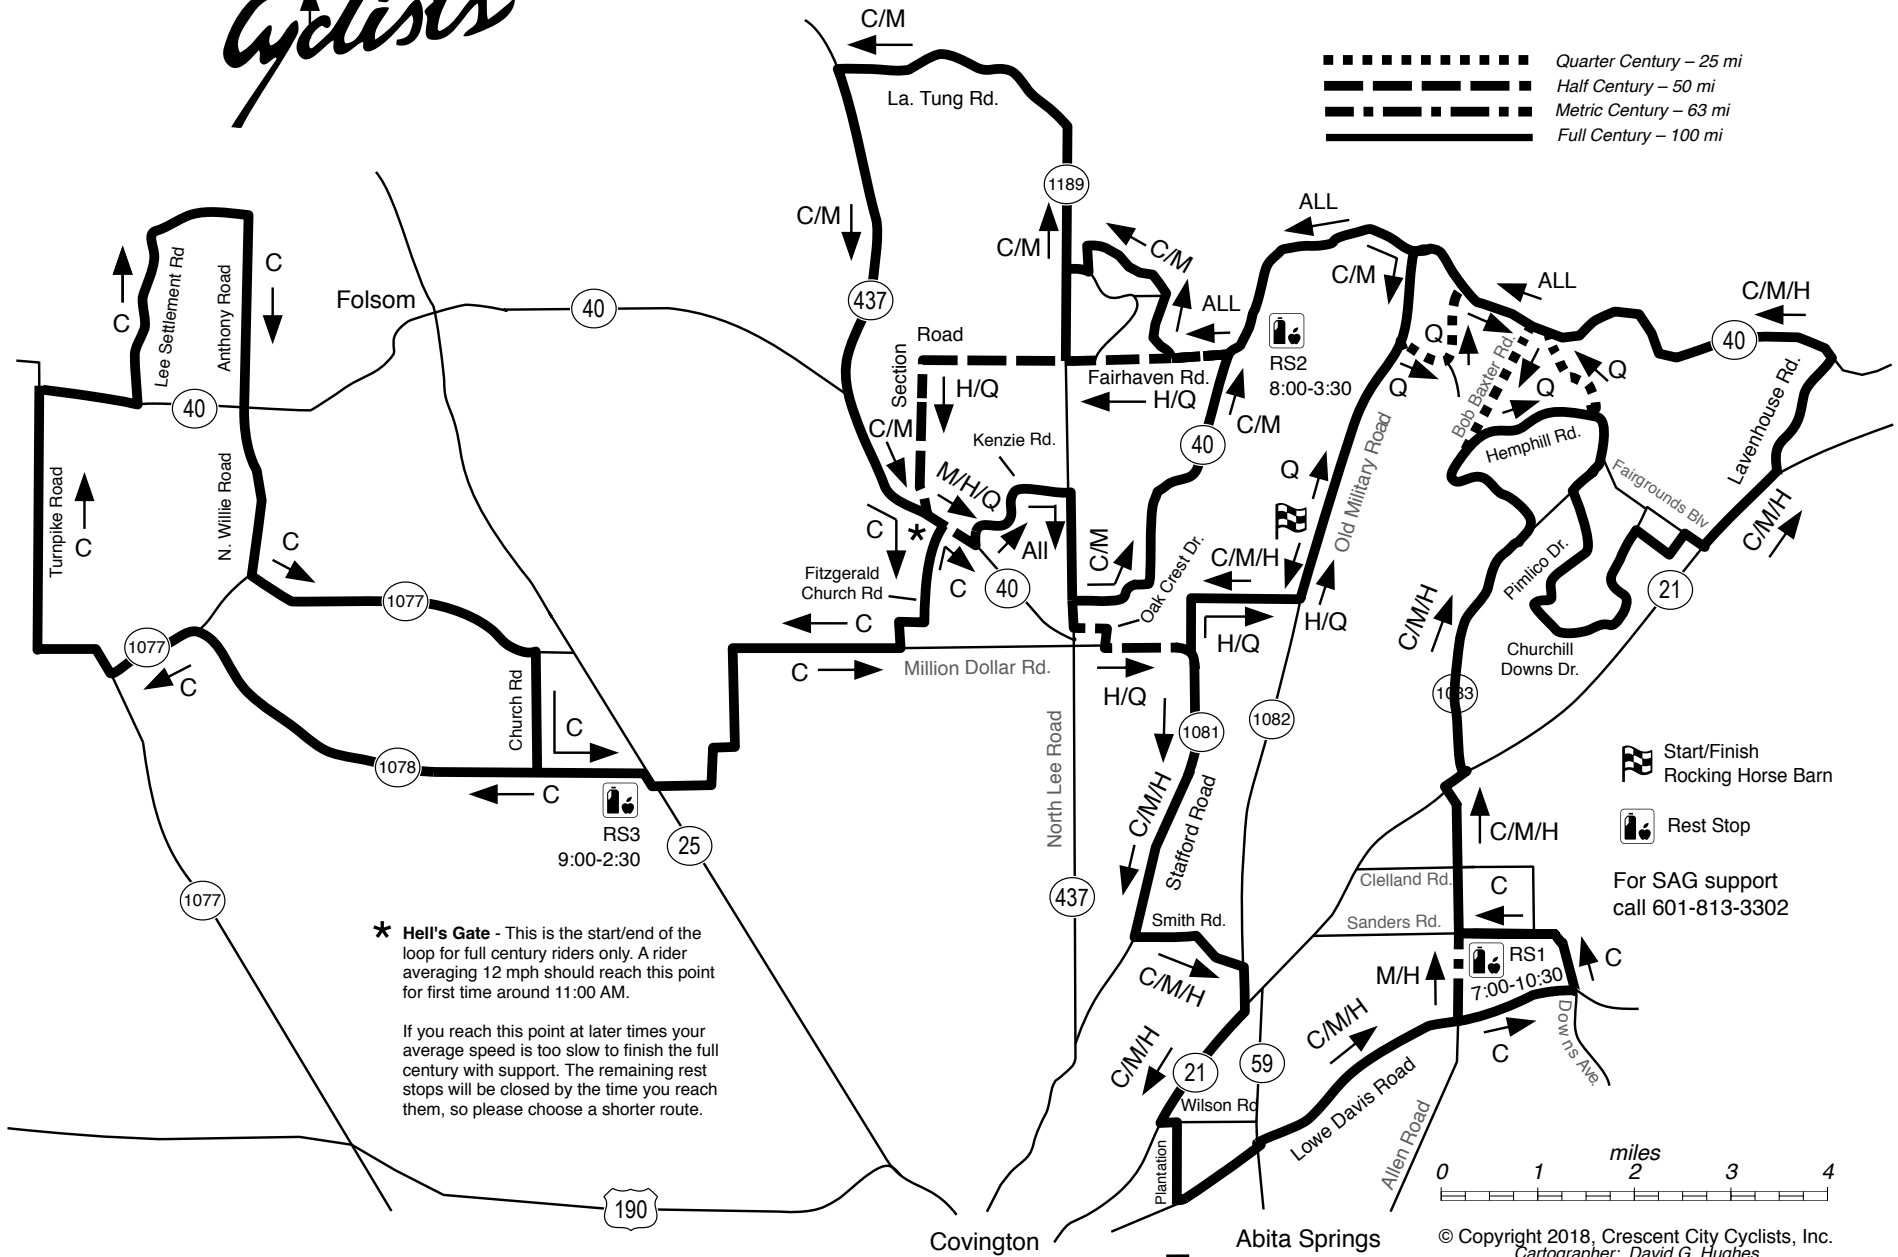 Cyclists
Quarter Century – 25 mi
Half Century – 50 mi
Metric Century – 63 mi
Full Century – 100 mi
C/M
La. Tung Rd.
1189
C/M
C/M
C/M
437
ALL
C/M
ALL
ALL
C/M/H
40
Lee Settlement Rd
Anthony Road
C
C
Folsom
40
40
Turnpike Road
C
N. Willie Road
C
1077
1077
C
Church Rd
C
1078
C
RS3
9:00-2:30
25
1077
Section
Road
H/Q
C/M
Kenzie Rd.
M/H/Q
C
*
All
C
40
Fitzgerald
Church Rd
C
C
Million Dollar Rd.
Fairhaven Rd.
H/Q
RS2
8:00-3:30
C/M
40
C/M
Oak Crest Dr.
C/M/H
H/Q
H/Q
H/Q
Q
Old Military Road
Q
Q
Q
Q
Bob Baxter Rd.
Hemphill Rd.
Fairgrounds Blv
Lavenhouse Rd.
C/M/H
21
Pimlico Dr.
Churchill
Downs Dr.
C/M/H
1083
1081
1082
North Lee Road
437
C/M/H
Stafford Road
Smith Rd.
C/M/H
C/M/H
21
59
Wilson Rd
Plantation
Lowe Davis Road
C/M/H
Allen Road
C/M/H
Clelland Rd.
Sanders Rd.
C
RS1
7:00-10:30
M/H
C
C
Downs Ave.
Start/Finish
Rocking Horse Barn
Rest Stop
For SAG support
call 601-813-3302
* Hell's Gate - This is the start/end of the
loop for full century riders only. A rider
averaging 12 mph should reach this point
for first time around 11:00 AM.
If you reach this point at later times your
average speed is too slow to finish the full
century with support. The remaining rest
stops will be closed by the time you reach
them, so please choose a shorter route.
190
Covington
Abita Springs
miles
0 1 2 3 4
© Copyright 2018, Crescent City Cyclists, Inc.
Cartographer: David G. Hughes